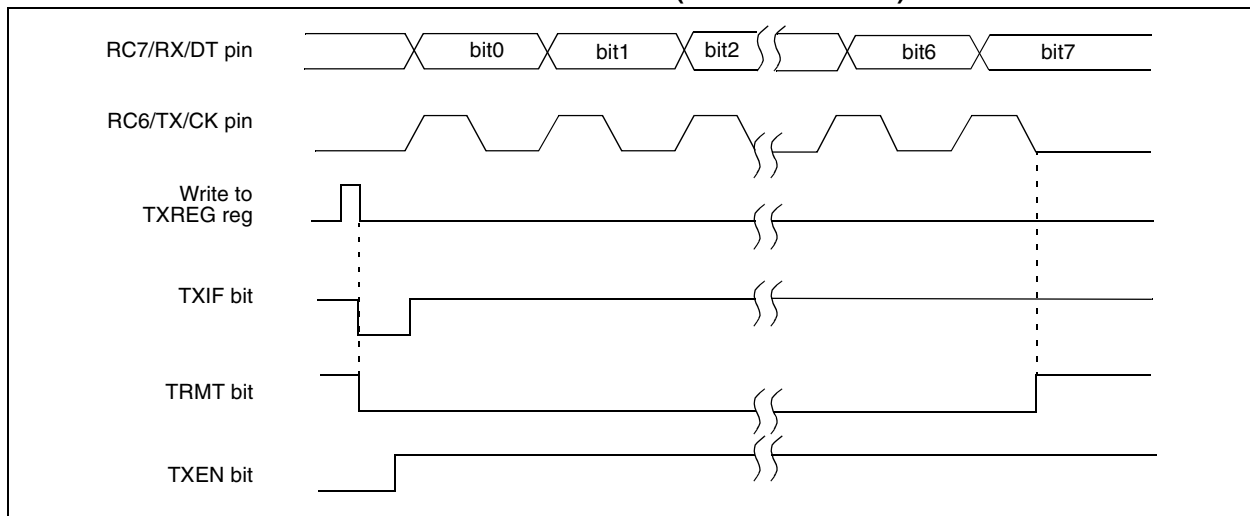 RC7/RX/DT pin
bit0
bit1
bit2
bit6
bit7
RC6/TX/CK pin
Write to
TXREG reg
TXIF bit
TRMT bit
TXEN bit